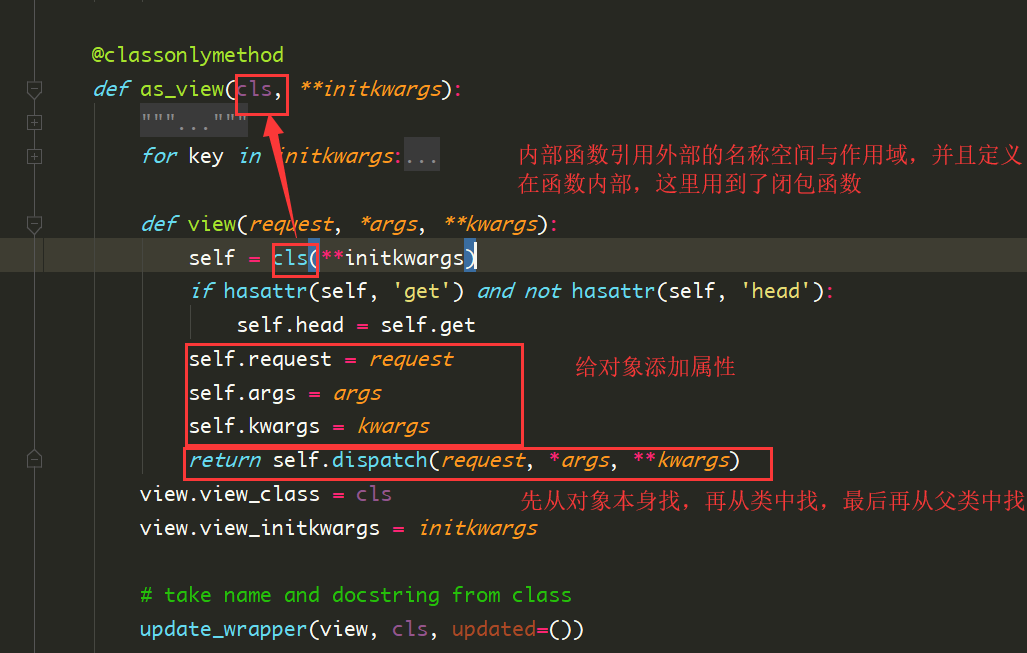 @classonlymethod
def as_view(cls, **initkwargs):
"""..."""
for key in initkwargs:...
内部函数引用外部的名称空间与作用域，并且定义
在函数内部，这里用到了闭包函数
def view(request, *args, **kwargs):
self = cls(**initkwargs)
if hasattr(self, 'get') and not hasattr(self, 'head'):
self.head = self.get
self.request = request
给对象添加属性
self.args = args
self.kwargs = kwargs
return self.dispatch(request, *args, **kwargs)
view.view_class = cls
先从对象本身找，再从类中找，最后再从父类中找
view.view_initkwargs = initkwargs
# take name and docstring from class
update_wrapper(view, cls, updated=())